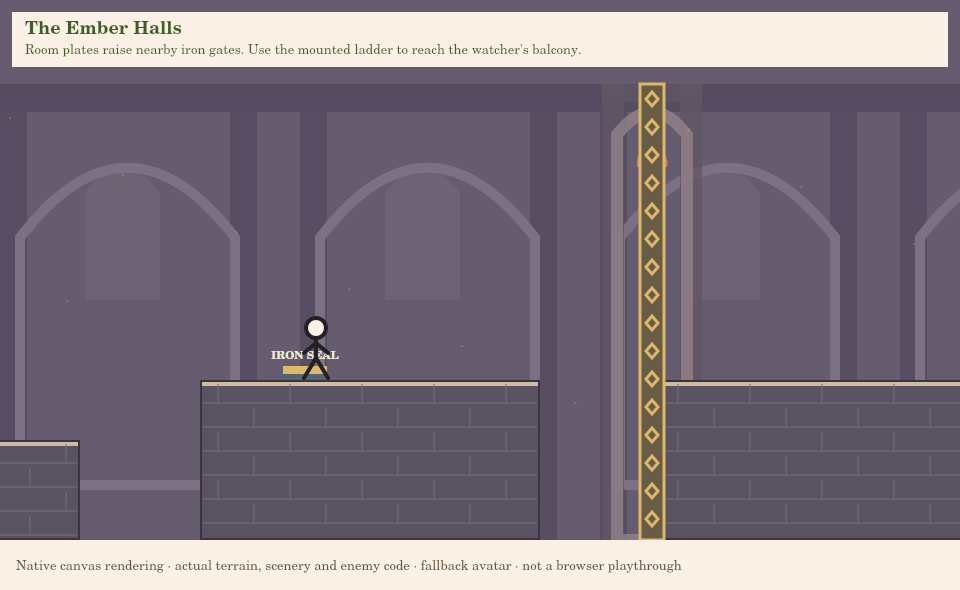 The Ember Halls
Room plates raise nearby iron gates. Use the mounted ladder to reach the watcher's balcony.
IRON SEAL
Native canvas rendering · actual terrain, scenery and enemy code · fallback avatar · not a browser playthrough